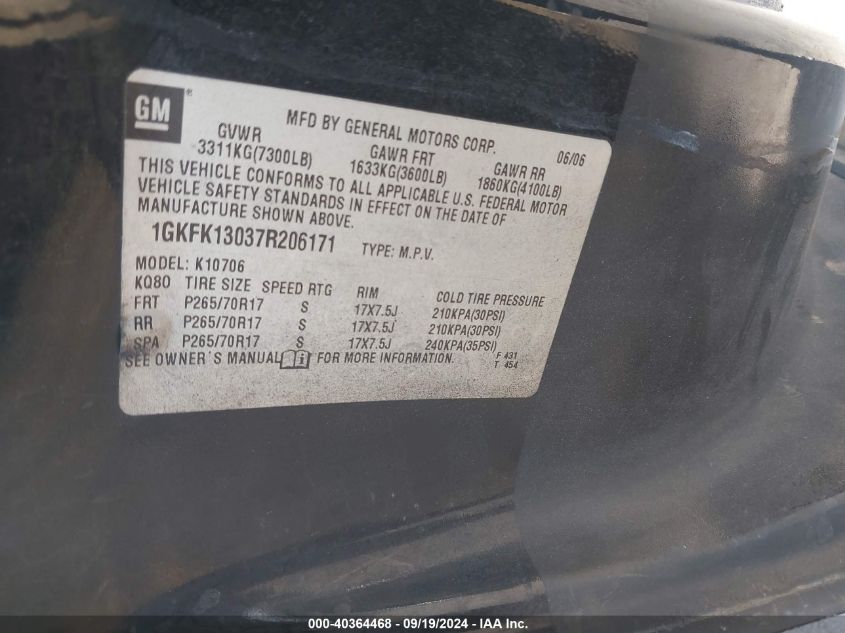 GM ®
MFD BY GENERAL MOTORS CORP. 06/06
GVWR GAWR FRT GAWR RR
3311KG(7300LB) 1633KG(3600LB) 1860KG(4100LB)
THIS VEHICLE CONFORMS TO ALL APPLICABLE U.S. FEDERAL MOTOR
VEHICLE SAFETY STANDARDS IN EFFECT ON THE DATE OF
MANUFACTURE SHOWN ABOVE.
1GKFK13037R206171 TYPE: M.P.V.
MODEL: K10706
KQ80 TIRE SIZE SPEED RTG RIM COLD TIRE PRESSURE
FRT P265/70R17 S 17X7.5J 210KPA(30PSI)
RR P265/70R17 S 17X7.5J 210KPA(30PSI)
SPA P265/70R17 S 17X7.5J 240KPA(35PSI)
SEE OWNER'S MANUAL FOR MORE INFORMATION.
F 431
T 454
000-40364468 - 09/19/2024 - IAA Inc.